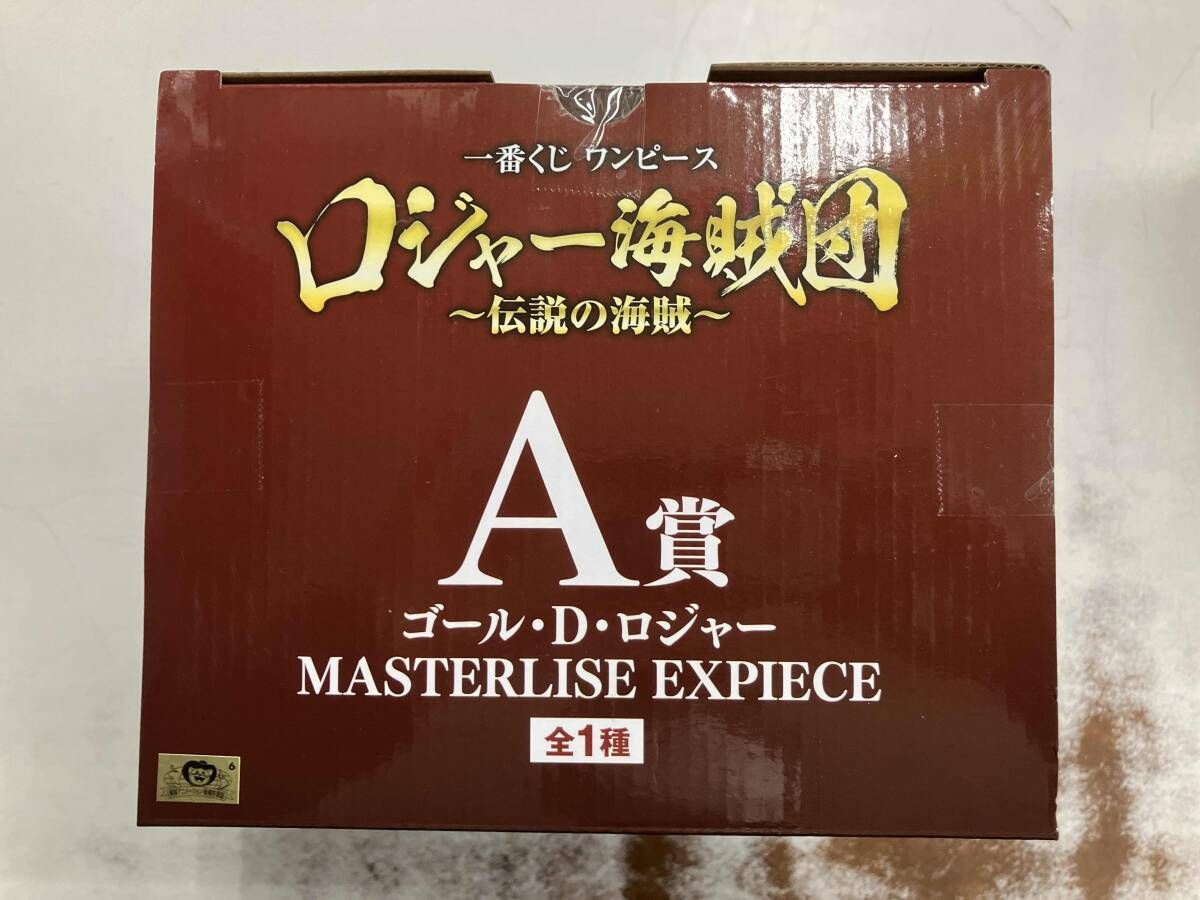 一番くじ ワンピース
ロジャー海賊団
～伝説の海賊～
A賞
ゴール・D・ロジャー
MASTERLISE EXPIECE
全1種
6